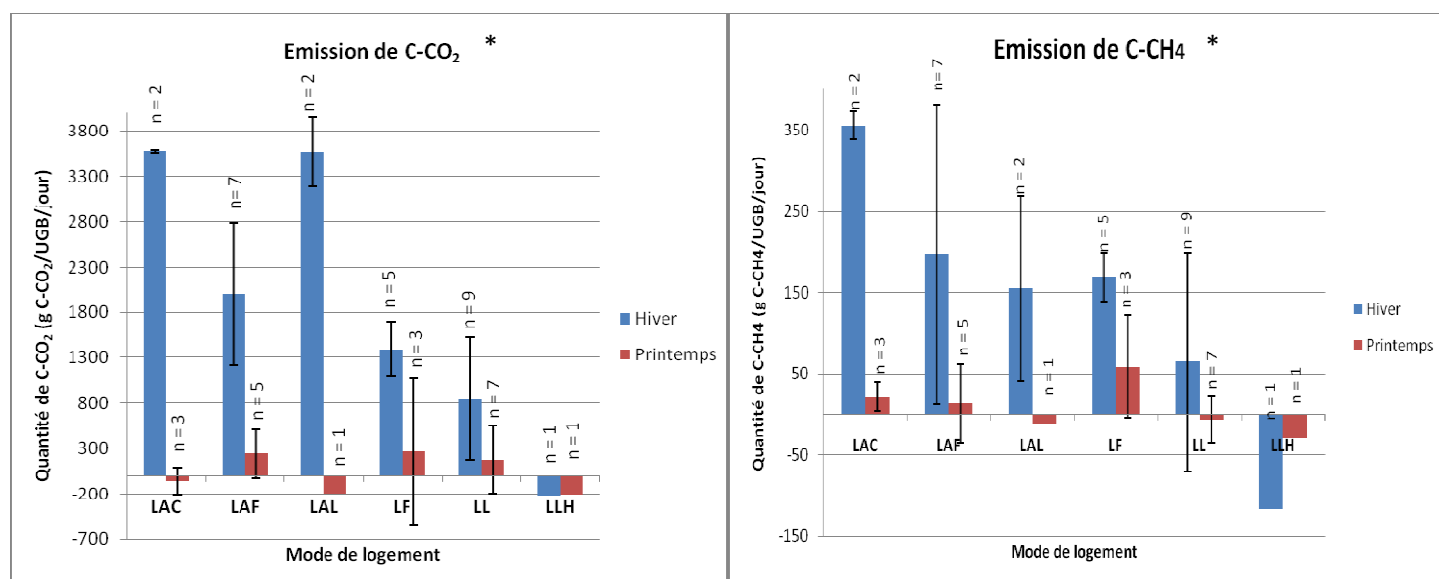 Emission de C-CO₂ *
Quantité de C-CO₂ (g C-CO₂/UGB/jour)
3800
3300
2800
2300
1800
1300
800
300
-200
-700
n = 2
n = 3
n = 7
n = 5
n = 2
n = 1
n = 5
n = 3
n = 9
n = 7
n = 1
n = 1
LAC LAF LAL LF LL LLH
Mode de logement
Hiver
Printemps
Emission de C-CH4 *
Quantité de C-CH4 (g C-CH4/UGB/jour)
350
250
150
50
-50
-150
n = 2
n = 3
n= 7
n = 5
n = 2
n = 1
n = 5
n = 3
n = 9
n = 7
n = 1
n = 1
LAC LAF LAL LF LL LLH
Mode de logement
Hiver
Printemps